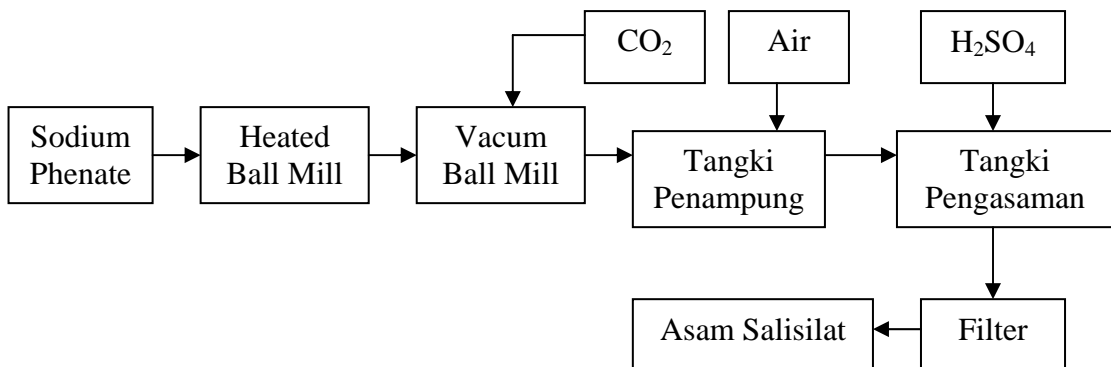 CO₂
Air
H₂SO₄
Sodium
Phenate
Heated
Ball Mill
Vacum
Ball Mill
Tangki
Penampung
Tangki
Pengasaman
Asam Salisilat
Filter